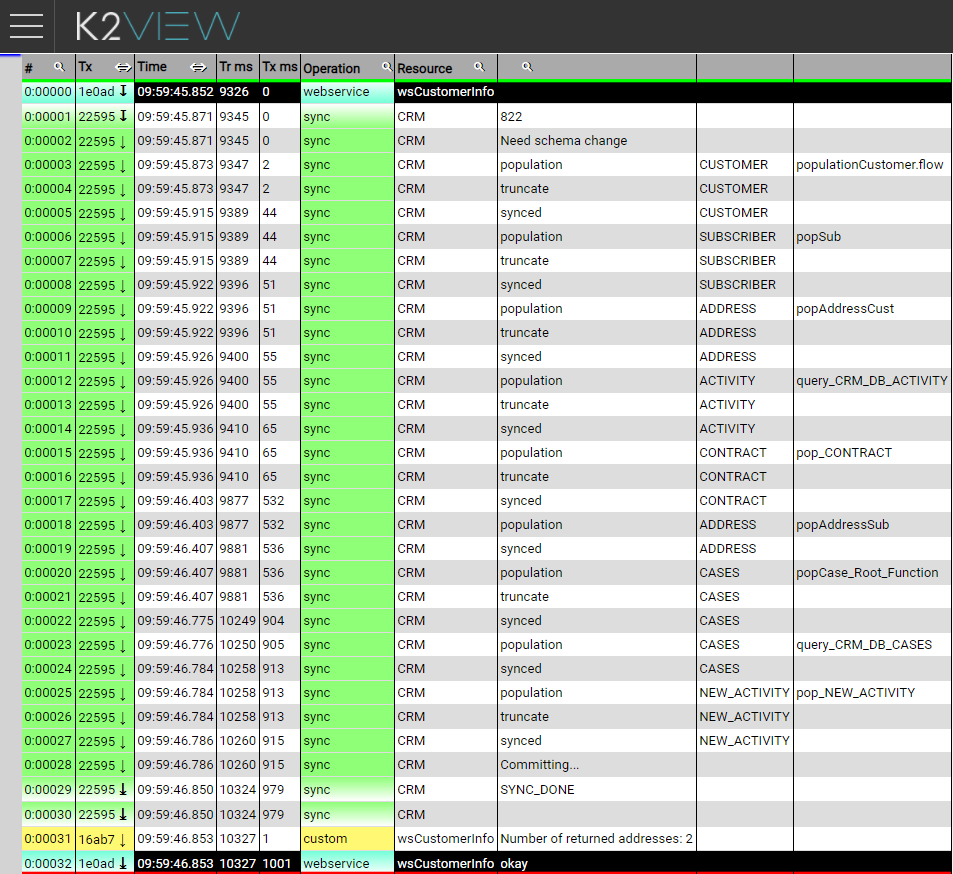 K2VIEW
# Tx Time Tr ms Tx ms Operation Resource
0:00000 1e0ad 09:59:45.852 9326 0 webservice wsCustomerInfo
0:00001 22595 09:59:45.871 9345 0 sync CRM 822
0:00002 22595 09:59:45.871 9345 0 sync CRM Need schema change
0:00003 22595 09:59:45.873 9347 2 sync CRM population CUSTOMER populationCustomer.flow
0:00004 22595 09:59:45.873 9347 2 sync CRM truncate CUSTOMER
0:00005 22595 09:59:45.915 9389 44 sync CRM synced CUSTOMER
0:00006 22595 09:59:45.915 9389 44 sync CRM population SUBSCRIBER popSub
0:00007 22595 09:59:45.915 9389 44 sync CRM truncate SUBSCRIBER
0:00008 22595 09:59:45.922 9396 51 sync CRM synced SUBSCRIBER
0:00009 22595 09:59:45.922 9396 51 sync CRM population ADDRESS popAddressCust
0:00010 22595 09:59:45.922 9396 51 sync CRM truncate ADDRESS
0:00011 22595 09:59:45.926 9400 55 sync CRM synced ADDRESS
0:00012 22595 09:59:45.926 9400 55 sync CRM population ACTIVITY query_CRM_DB_ACTIVITY
0:00013 22595 09:59:45.926 9400 55 sync CRM truncate ACTIVITY
0:00014 22595 09:59:45.936 9410 65 sync CRM synced ACTIVITY
0:00015 22595 09:59:45.936 9410 65 sync CRM population CONTRACT pop_CONTRACT
0:00016 22595 09:59:45.936 9410 65 sync CRM truncate CONTRACT
0:00017 22595 09:59:46.403 9877 532 sync CRM synced CONTRACT
0:00018 22595 09:59:46.403 9877 532 sync CRM population ADDRESS popAddressSub
0:00019 22595 09:59:46.407 9881 536 sync CRM synced ADDRESS
0:00020 22595 09:59:46.407 9881 536 sync CRM population CASES popCase_Root_Function
0:00021 22595 09:59:46.407 9881 536 sync CRM truncate CASES
0:00022 22595 09:59:46.775 10249 904 sync CRM synced CASES
0:00023 22595 09:59:46.776 10250 905 sync CRM population CASES query_CRM_DB_CASES
0:00024 22595 09:59:46.784 10258 913 sync CRM synced CASES
0:00025 22595 09:59:46.784 10258 913 sync CRM population NEW_ACTIVITY pop_NEW_ACTIVITY
0:00026 22595 09:59:46.784 10258 913 sync CRM truncate NEW_ACTIVITY
0:00027 22595 09:59:46.786 10260 915 sync CRM synced NEW_ACTIVITY
0:00028 22595 09:59:46.786 10260 915 sync CRM Committing...
0:00029 22595 09:59:46.850 10324 979 sync CRM SYNC_DONE
0:00030 22595 09:59:46.850 10324 979 sync CRM
0:00031 16ab7 09:59:46.853 10327 1 custom wsCustomerInfo Number of returned addresses: 2
0:00032 1e0ad 09:59:46.853 10327 1001 webservice wsCustomerInfo okay